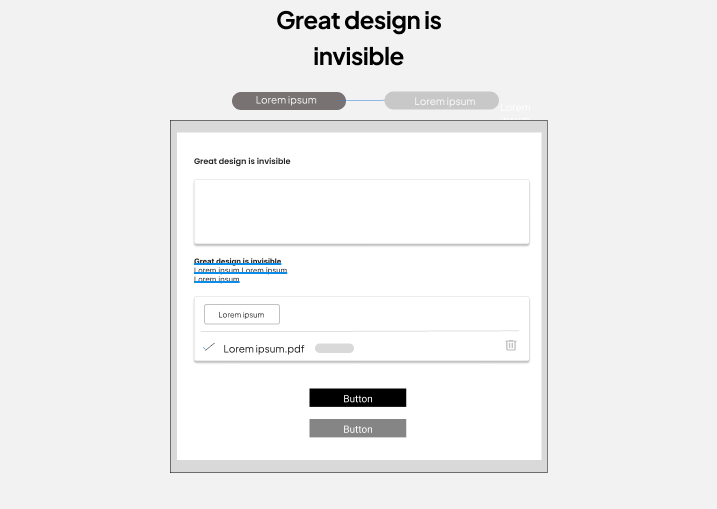 Great design is
invisible
Lorem ipsum
Lorem ipsum
Lorem
Great design is invisible
Great design is invisible
Lorem ipsum Lorem ipsum
Lorem ipsum
Lorem ipsum
Lorem ipsum.pdf
Button
Button